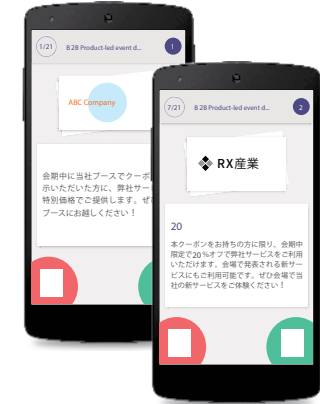 1/21 B2B Product-led event d... 1
ABC Company
会期中に当社ブースでクーポ
示いただいた方に、弊社サー
特別価格でご提供します。ぜ
ブースにお越しください！
7/21 B2B Product-led event d... 2
RX産業
20
本クーポンをお持ちの方に限り、会期中
限定で20%オフで弊社サービスをご利用
いただけます。会場で発表される新サー
ビスにもご利用可能です。ぜひ会場で当
社の新サービスをご体験ください！